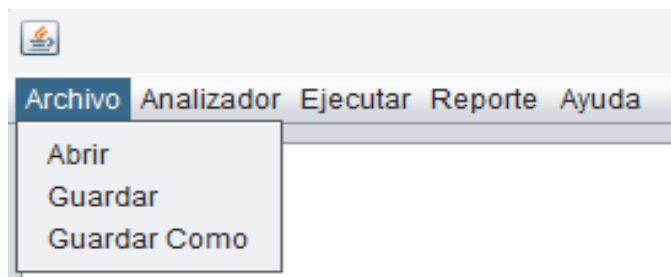 Archivo Analizador Ejecutar Reporte Ayuda
Abrir
Guardar
Guardar Como